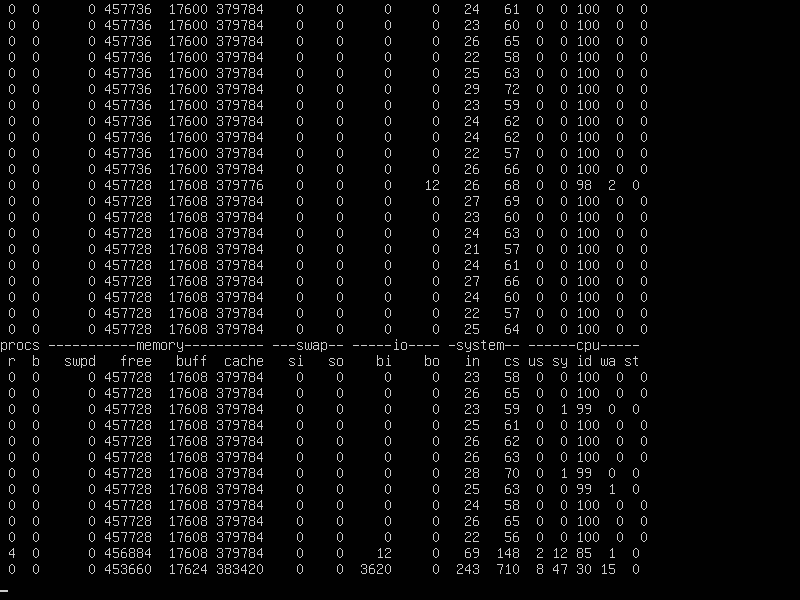 0  0      0 457736  17600 379784    0    0     0     0   24   61  0  0 100  0  0
 0  0      0 457736  17600 379784    0    0     0     0   23   60  0  0 100  0  0
 0  0      0 457736  17600 379784    0    0     0     0   26   65  0  0 100  0  0
 0  0      0 457736  17600 379784    0    0     0     0   22   58  0  0 100  0  0
 0  0      0 457736  17600 379784    0    0     0     0   25   63  0  0 100  0  0
 0  0      0 457736  17600 379784    0    0     0     0   29   72  0  0 100  0  0
 0  0      0 457736  17600 379784    0    0     0     0   23   59  0  0 100  0  0
 0  0      0 457736  17600 379784    0    0     0     0   24   62  0  0 100  0  0
 0  0      0 457736  17600 379784    0    0     0     0   24   62  0  0 100  0  0
 0  0      0 457736  17600 379784    0    0     0     0   22   57  0  0 100  0  0
 0  0      0 457736  17600 379784    0    0     0     0   26   66  0  0 100  0  0
 0  0      0 457728  17608 379776    0    0     0    12   26   68  0  0 98  2  0
 0  0      0 457728  17608 379784    0    0     0     0   27   69  0  0 100  0  0
 0  0      0 457728  17608 379784    0    0     0     0   23   60  0  0 100  0  0
 0  0      0 457728  17608 379784    0    0     0     0   24   63  0  0 100  0  0
 0  0      0 457728  17608 379784    0    0     0     0   21   57  0  0 100  0  0
 0  0      0 457728  17608 379784    0    0     0     0   24   61  0  0 100  0  0
 0  0      0 457728  17608 379784    0    0     0     0   27   66  0  0 100  0  0
 0  0      0 457728  17608 379784    0    0     0     0   24   60  0  0 100  0  0
 0  0      0 457728  17608 379784    0    0     0     0   22   57  0  0 100  0  0
 0  0      0 457728  17608 379784    0    0     0     0   25   64  0  0 100  0  0
procs -----------memory---------- ---swap-- -----io---- -system-- ------cpu-----
 r  b   swpd   free   buff  cache   si   so    bi    bo   in   cs us sy id wa st
 0  0      0 457728  17608 379784    0    0     0     0   23   58  0  0 100  0  0
 0  0      0 457728  17608 379784    0    0     0     0   26   65  0  0 100  0  0
 0  0      0 457728  17608 379784    0    0     0     0   23   59  0  1 99  0  0
 0  0      0 457728  17608 379784    0    0     0     0   25   61  0  0 100  0  0
 0  0      0 457728  17608 379784    0    0     0     0   26   62  0  0 100  0  0
 0  0      0 457728  17608 379784    0    0     0     0   26   63  0  0 100  0  0
 0  0      0 457728  17608 379784    0    0     0     0   28   70  0  1 99  0  0
 0  0      0 457728  17608 379784    0    0     0     0   25   63  0  0 99  1  0
 0  0      0 457728  17608 379784    0    0     0     0   24   58  0  0 100  0  0
 0  0      0 457728  17608 379784    0    0     0     0   26   65  0  0 100  0  0
 0  0      0 457728  17608 379784    0    0     0     0   22   56  0  0 100  0  0
 4  0      0 456884  17608 379784    0    0    12     0   69  148  2 12 85  1  0
 0  0      0 453660  17624 383420    0    0  3620     0  243  710  8 47 30 15  0